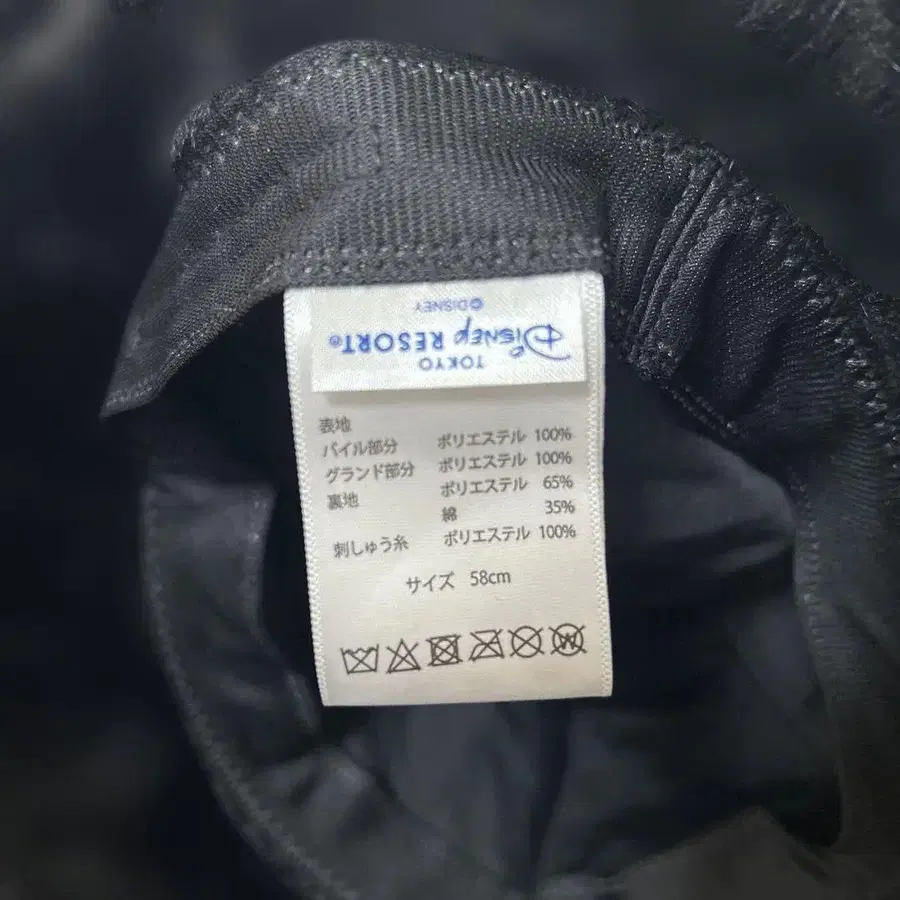 TOKYO
Disney RESORT®
©DISNEY
表地
パイル部分 ポリエステル 100%
グランド部分 ポリエステル 100%
裏地 ポリエステル 65%
綿 35%
刺しゅう糸 ポリエステル 100%
サイズ 58cm